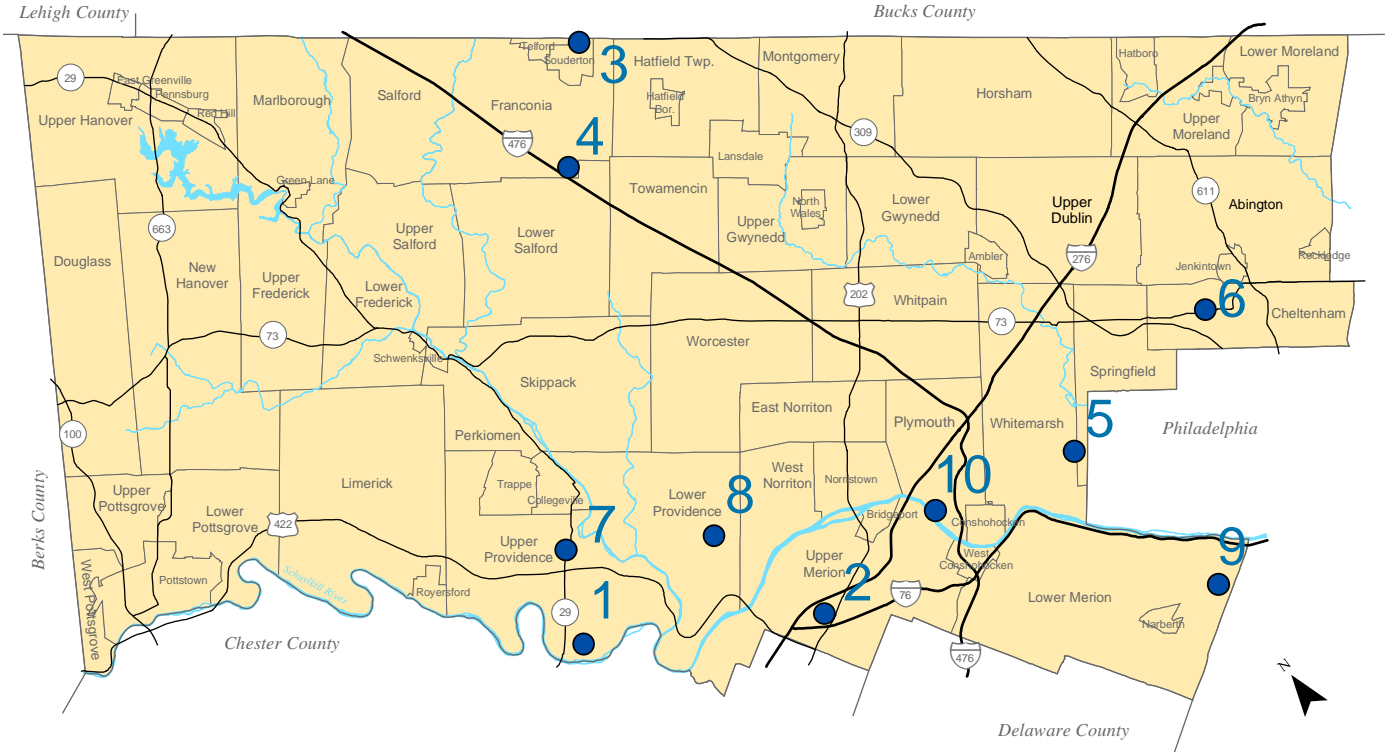 Lehigh County
Bucks County
Telford
Souderton
3
Hatfield Twp.
Montgomery
Hatboro
Lower Moreland
29
East Greenville
Pennsburg
Red Hill
Upper Hanover
Marlborough
Salford
Franconia
Hatfield
Bor.
Horsham
Bryn Athyn
Upper
Moreland
476
4
309
Lansdale
Green Lane
Towamencin
North
Wales
Lower
Gwynedd
Upper
Dublin
611
Abington
663
Upper
Salford
Lower
Salford
Upper
Gwynedd
Ambler
276
Jenkintown
Rockledge
Douglass
New
Hanover
Upper
Frederick
Lower
Frederick
202
Whitpain
6
73
Schwenksville
Worcester
73
Cheltenham
Skippack
Springfield
100
Perkiomen
East Norriton
Plymouth
Whitemarsh
5
Philadelphia
Berks County
Upper
Pottsgrove
Lower
Pottsgrove
422
Limerick
Trappe
Collegeville
Lower
Providence
8
West
Norriton
Norristown
10
Bridgeport
Conshohocken
West Pottsgrove
Pottstown
Schuylkill River
Royersford
Upper
Providence
7
29
1
Upper
Merion
2
76
West
Conshohocken
9
Lower Merion
Narberth
Chester County
476
N
Delaware County